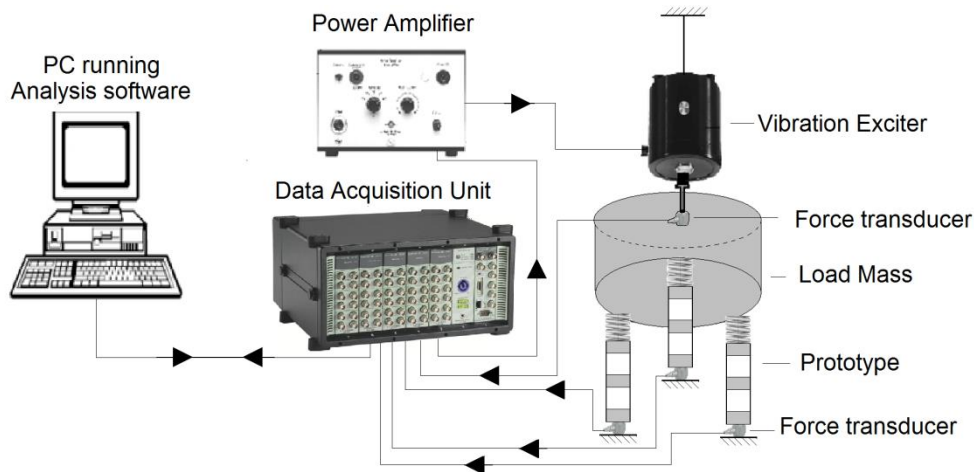 Power Amplifier
PC running
Analysis software
Vibration Exciter
Data Acquisition Unit
Force transducer
Load Mass
Prototype
Force transducer